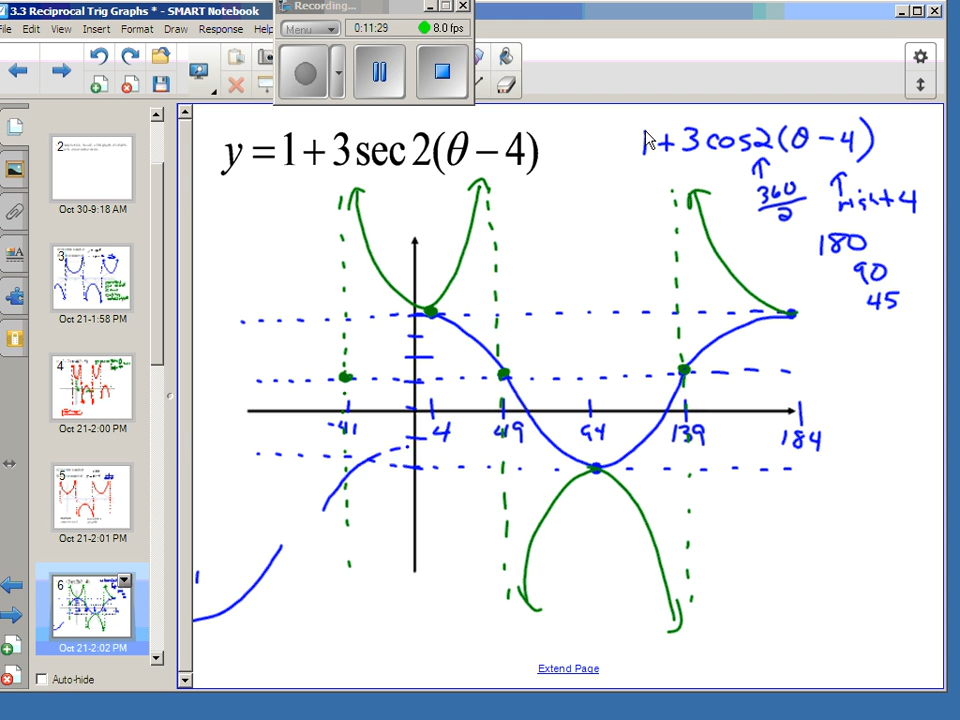 3.3 Reciprocal Trig Graphs * - SMART Notebook
Recording...
Menu
0:11:29
8.0 fps
File Edit View Insert Format Draw Response Help
y = 1 + 3 sec 2(θ − 4)
1 + 3 cos 2(θ − 4)
360
2
right 4
180
90
45
-41 4 49 94 139 184
2
Oct 30-9:18 AM
3
Oct 21-1:58 PM
4
Oct 21-2:00 PM
5
Oct 21-2:01 PM
6
Oct 21-2:02 PM
Auto-hide
Extend Page